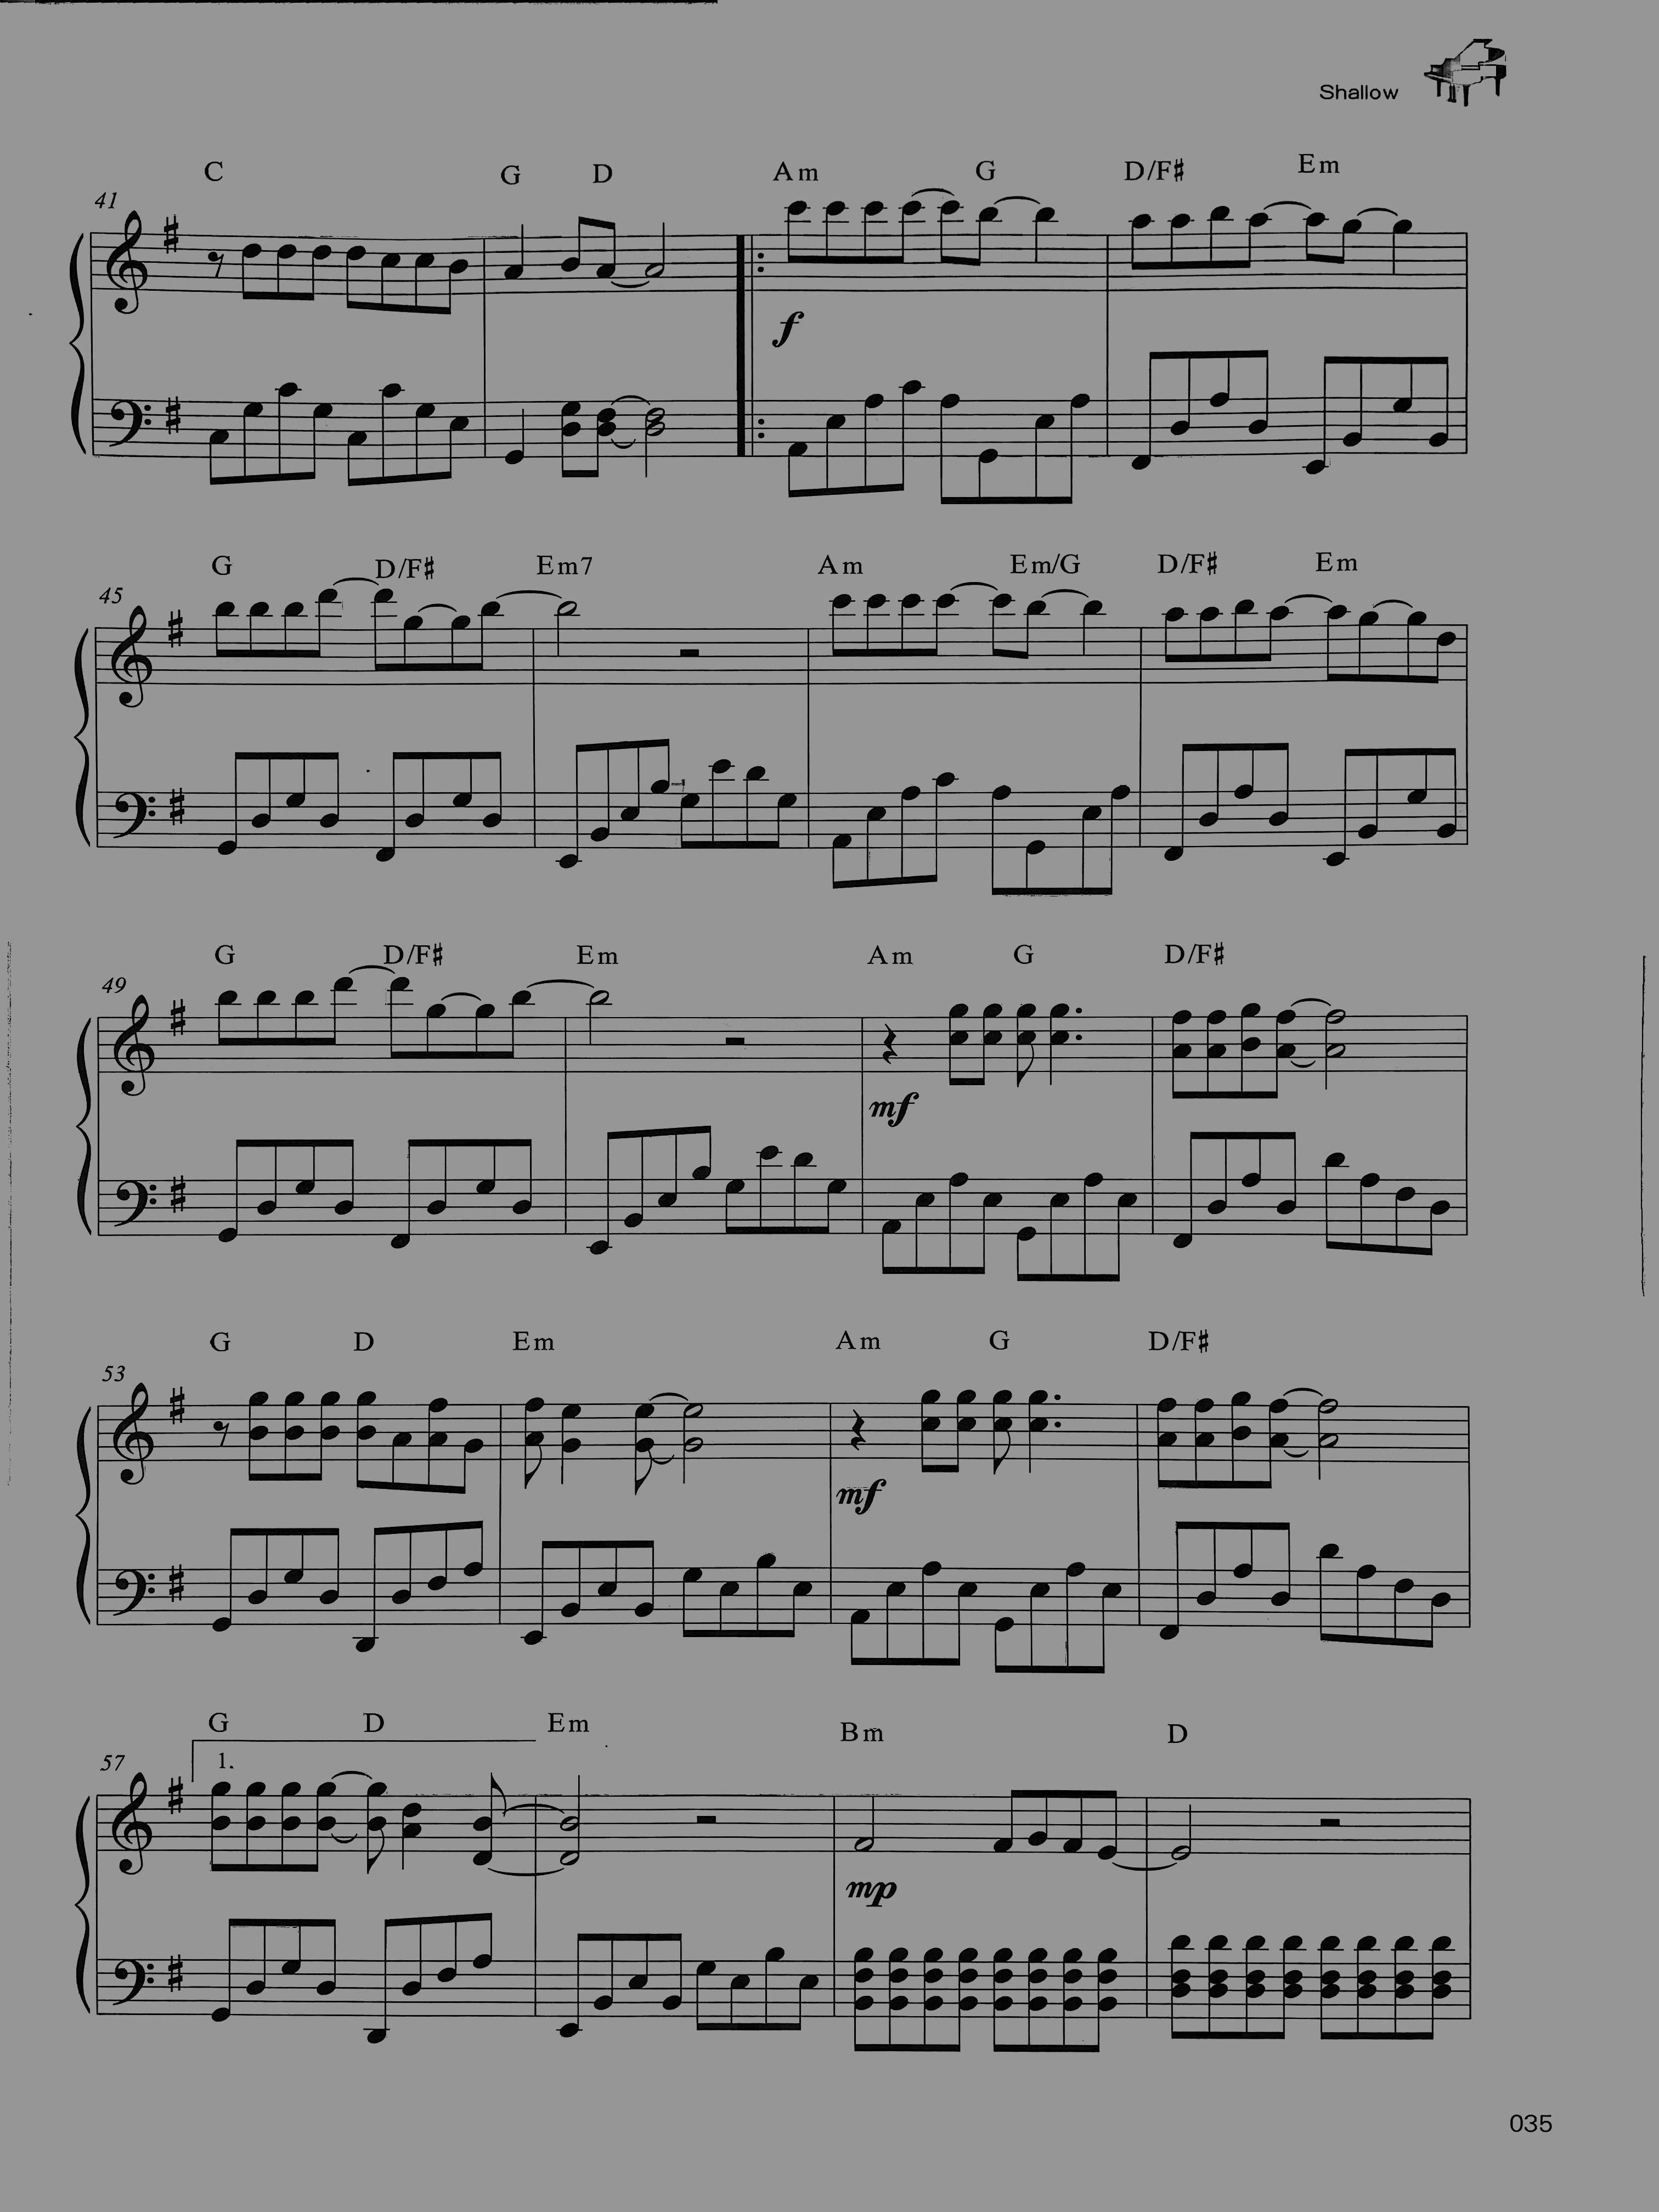 Shallow
C G D Am G D/F♯ Em
41
f
G D/F♯ Em7 Am Em/G D/F♯ Em
45
G D/F♯ Em Am G D/F♯
49
mf
G D Em Am G D/F♯
53
mf
G D Em Bm D
57 1.
mp
035